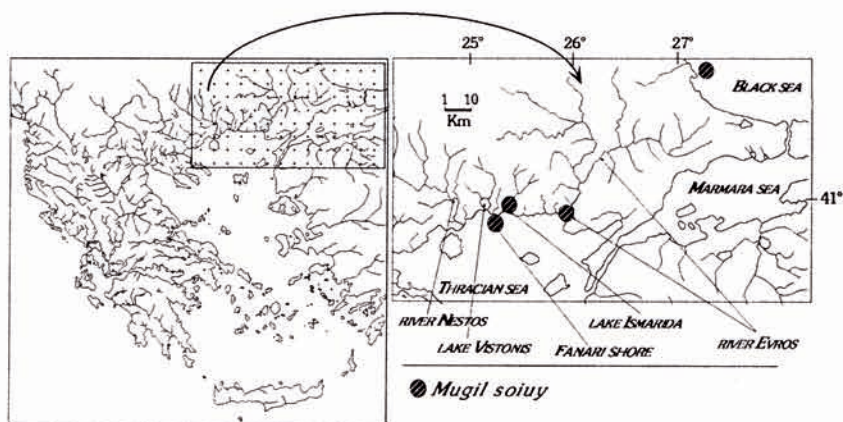 25° 26° 27°
BLACK SEA
1 10
Km
MARMARA SEA
41°
THRACIAN SEA
RIVER NESTOS
LAKE ISMARIDA
RIVER EVROS
LAKE VISTONIS
FANARI SHORE
Mugil soiuy